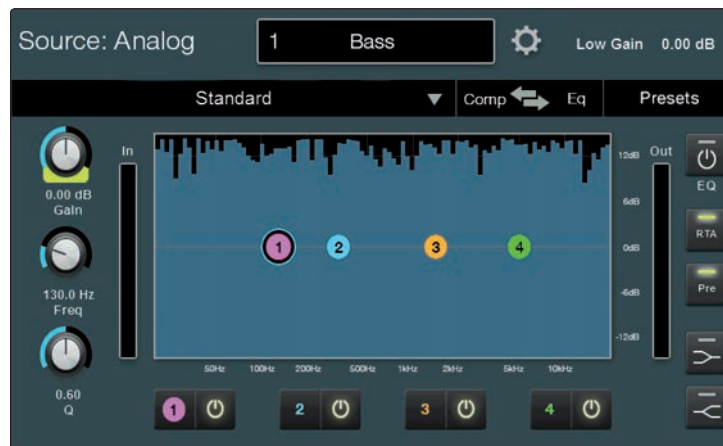 Source: Analog 1 Bass Low Gain 0.00 dB
Standard Comp Eq Presets
In Out
12dB
6dB
0dB
-6dB
-12dB
0.00 dB
Gain
130.0 Hz
Freq
0.60
Q
1 2 3 4
50Hz 100Hz 200Hz 500Hz 1kHz 2kHz 5kHz 10kHz
1 2 3 4
EQ
RTA
Pre